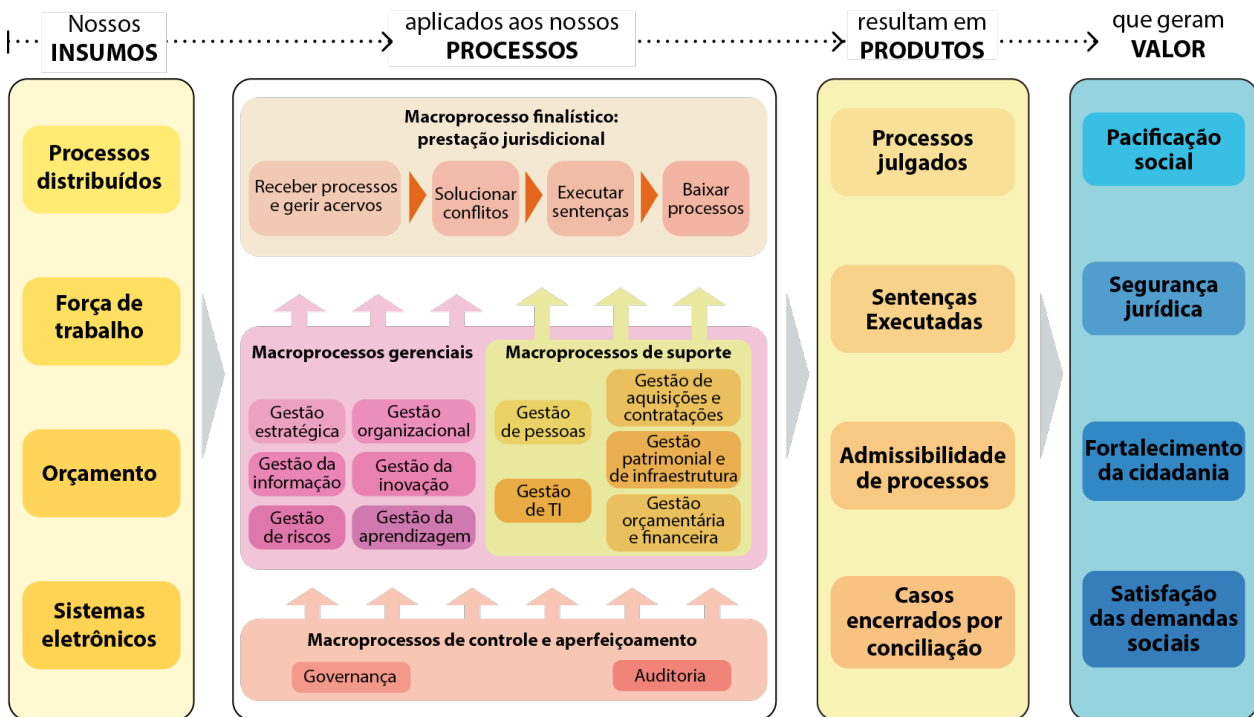 Nossos
INSUMOS
aplicados aos nossos
PROCESSOS
resultam em
PRODUTOS
que geram
VALOR
Processos
distribuídos
Força de
trabalho
Orçamento
Sistemas
eletrônicos
Macroprocesso finalístico:
prestação jurisdicional
Receber processos
e gerir acervos
Solucionar
conflitos
Executar
sentenças
Baixar
processos
Macroprocessos gerenciais
Gestão
estratégica
Gestão
organizacional
Gestão da
informação
Gestão da
inovação
Gestão
de riscos
Gestão da
aprendizagem
Macroprocessos de suporte
Gestão
de pessoas
Gestão
de TI
Gestão de
aquisições e
contratações
Gestão
patrimonial e
de infraestrutura
Gestão
orçamentária
e financeira
Macroprocessos de controle e aperfeiçoamento
Governança
Auditoria
Processos
julgados
Sentenças
Executadas
Admissibilidade
de processos
Casos
encerrados por
conciliação
Pacificação
social
Segurança
jurídica
Fortalecimento
da cidadania
Satisfação
das demandas
sociais